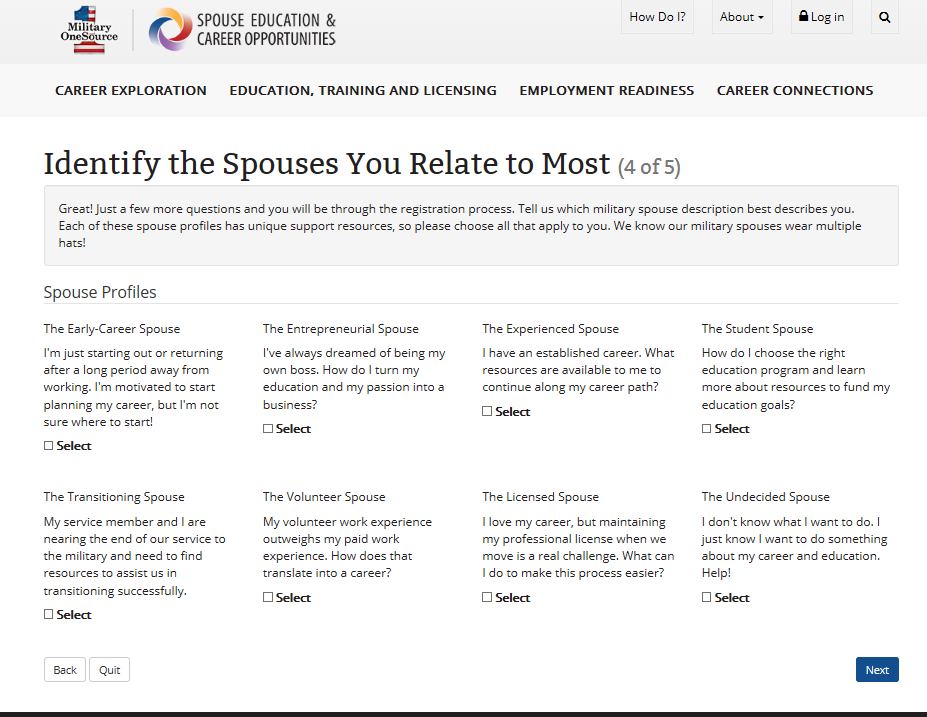 Military
OneSource
SPOUSE EDUCATION &
CAREER OPPORTUNITIES
How Do I?
About
Log in
CAREER EXPLORATION
EDUCATION, TRAINING AND LICENSING
EMPLOYMENT READINESS
CAREER CONNECTIONS
Identify the Spouses You Relate to Most (4 of 5)
Great! Just a few more questions and you will be through the registration process. Tell us which military spouse description best describes you.
Each of these spouse profiles has unique support resources, so please choose all that apply to you. We know our military spouses wear multiple
hats!
Spouse Profiles
The Early-Career Spouse
I'm just starting out or returning
after a long period away from
working. I'm motivated to start
planning my career, but I'm not
sure where to start!
Select
The Entrepreneurial Spouse
I've always dreamed of being my
own boss. How do I turn my
education and my passion into a
business?
Select
The Experienced Spouse
I have an established career. What
resources are available to me to
continue along my career path?
Select
The Student Spouse
How do I choose the right
education program and learn
more about resources to fund my
education goals?
Select
The Transitioning Spouse
My service member and I are
nearing the end of our service to
the military and need to find
resources to assist us in
transitioning successfully.
Select
The Volunteer Spouse
My volunteer work experience
outweighs my paid work
experience. How does that
translate into a career?
Select
The Licensed Spouse
I love my career, but maintaining
my professional license when we
move is a real challenge. What can
I do to make this process easier?
Select
The Undecided Spouse
I don't know what I want to do. I
just know I want to do something
about my career and education.
Help!
Select
Back
Quit
Next